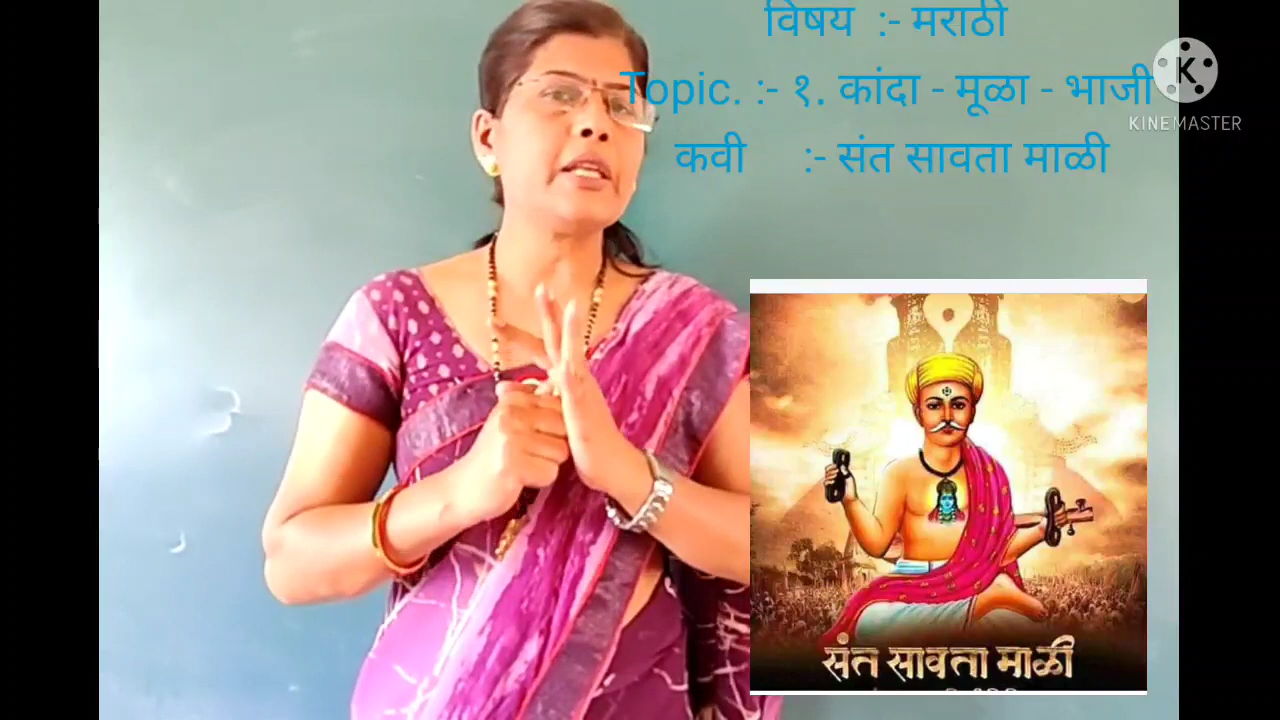 विषय :- मराठी
Topic. :- १. कांदा - मूळा - भाजी
कवी :- संत सावता माळी
K
KINEMASTER
संत सावता माळी